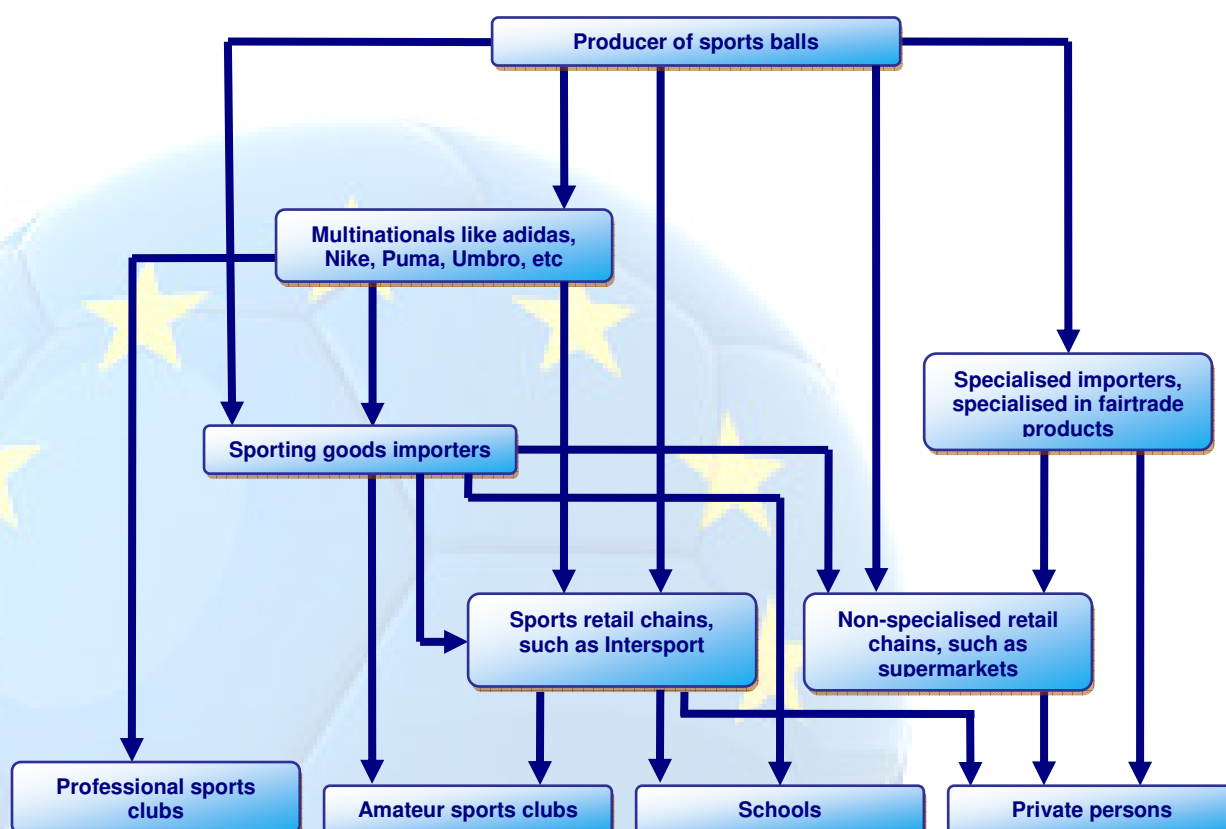 Producer of sports balls
Multinationals like adidas,
Nike, Puma, Umbro, etc
Specialised importers,
specialised in fairtrade
products
Sporting goods importers
Sports retail chains,
such as Intersport
Non-specialised retail
chains, such as
supermarkets
Professional sports
clubs
Amateur sports clubs
Schools
Private persons